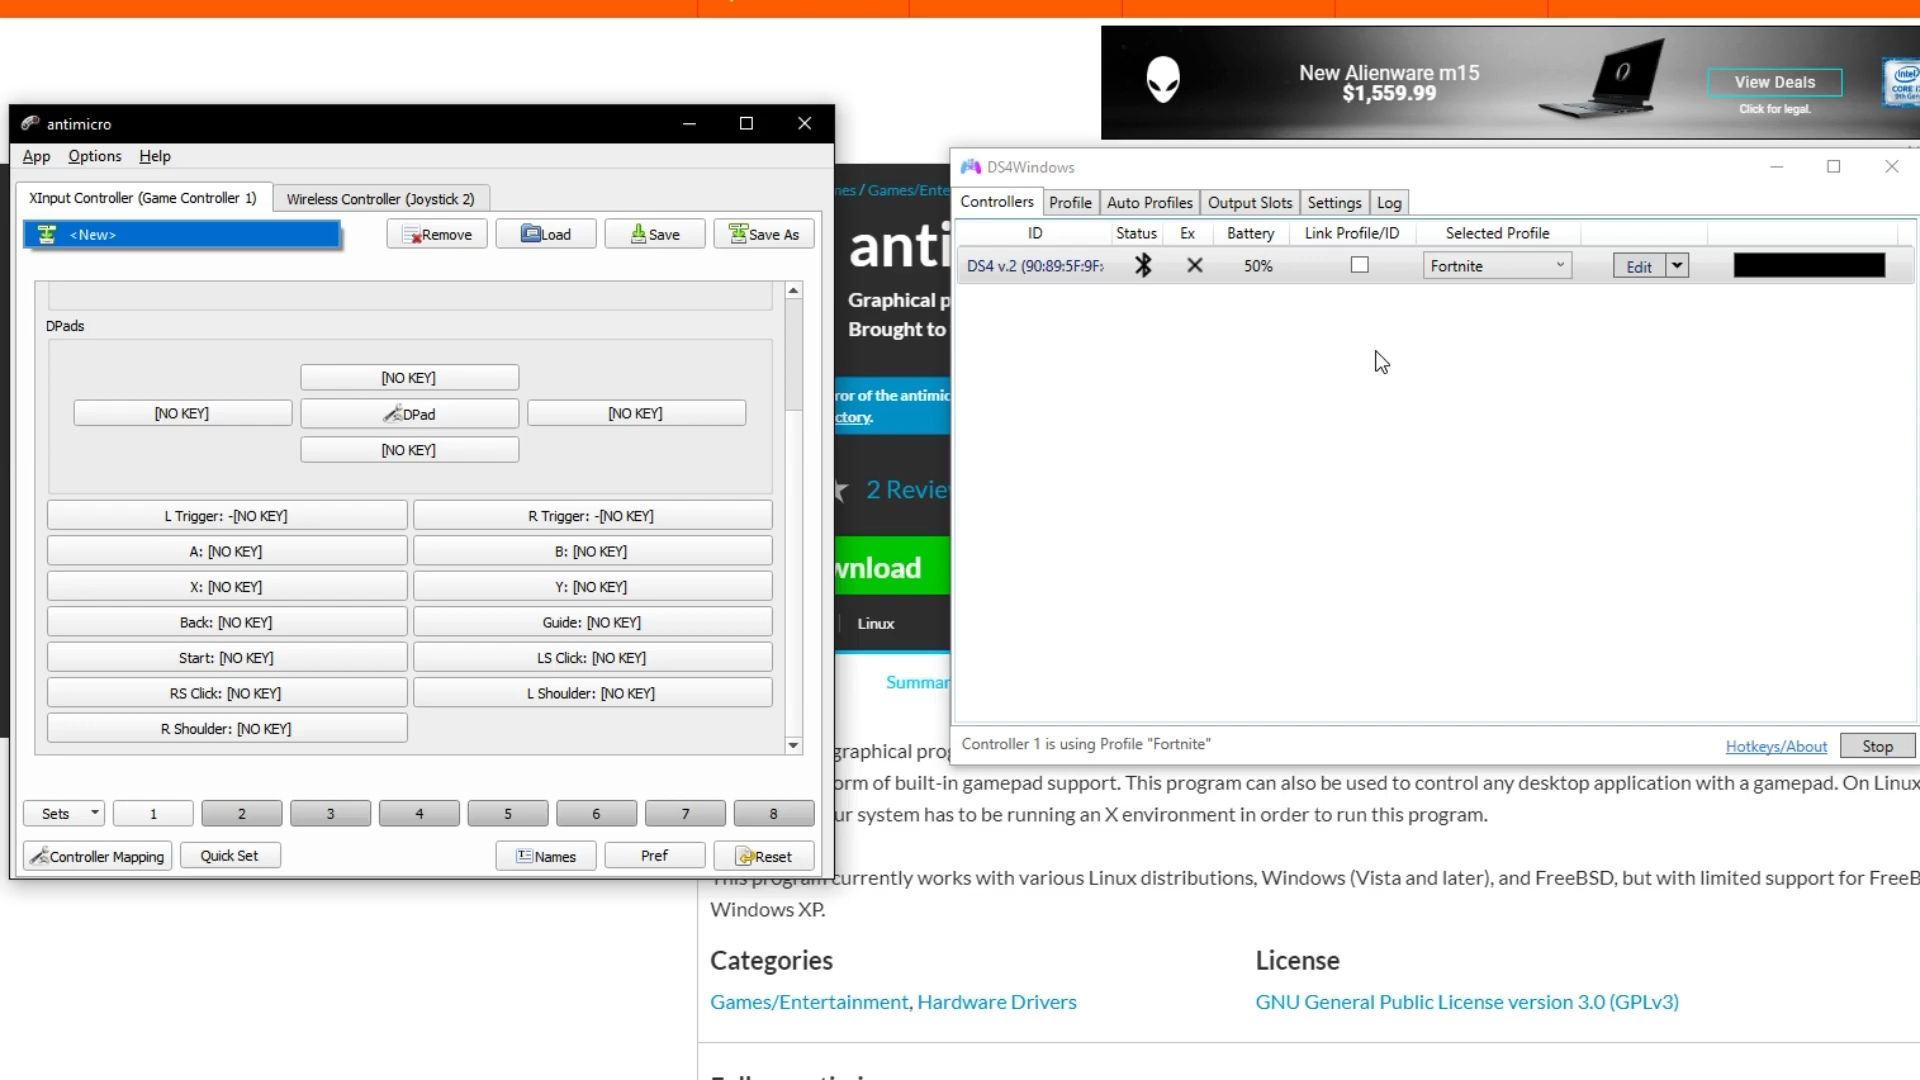 New Alienware m15
$1,559.99
View Deals
Click for legal.
intel
CORE i7
9th Gen
antimicro
App Options Help
XInput Controller (Game Controller 1) Wireless Controller (Joystick 2)
<New> Remove Load Save Save As
DPads
[NO KEY]
[NO KEY] DPad [NO KEY]
[NO KEY]
L Trigger: -[NO KEY] R Trigger: -[NO KEY]
A: [NO KEY] B: [NO KEY]
X: [NO KEY] Y: [NO KEY]
Back: [NO KEY] Guide: [NO KEY]
Start: [NO KEY] LS Click: [NO KEY]
RS Click: [NO KEY] L Shoulder: [NO KEY]
R Shoulder: [NO KEY]
Sets 1 2 3 4 5 6 7 8
Controller Mapping Quick Set Names Pref Reset
DS4Windows
Controllers Profile Auto Profiles Output Slots Settings Log
ID Status Ex Battery Link Profile/ID Selected Profile
DS4 v.2 (90:89:5F:9F: 50% Fortnite Edit
Controller 1 is using Profile "Fortnite" Hotkeys/About Stop
/ Games/Ente
anti
Graphical p
Brought to
ror of the antimic
ctory.
2 Review
wnload
Linux
Summar
graphical prog
orm of built-in gamepad support. This program can also be used to control any desktop application with a gamepad. On Linux
ur system has to be running an X environment in order to run this program.
This program currently works with various Linux distributions, Windows (Vista and later), and FreeBSD, but with limited support for FreeB
Windows XP.
Categories License
Games/Entertainment, Hardware Drivers GNU General Public License version 3.0 (GPLv3)